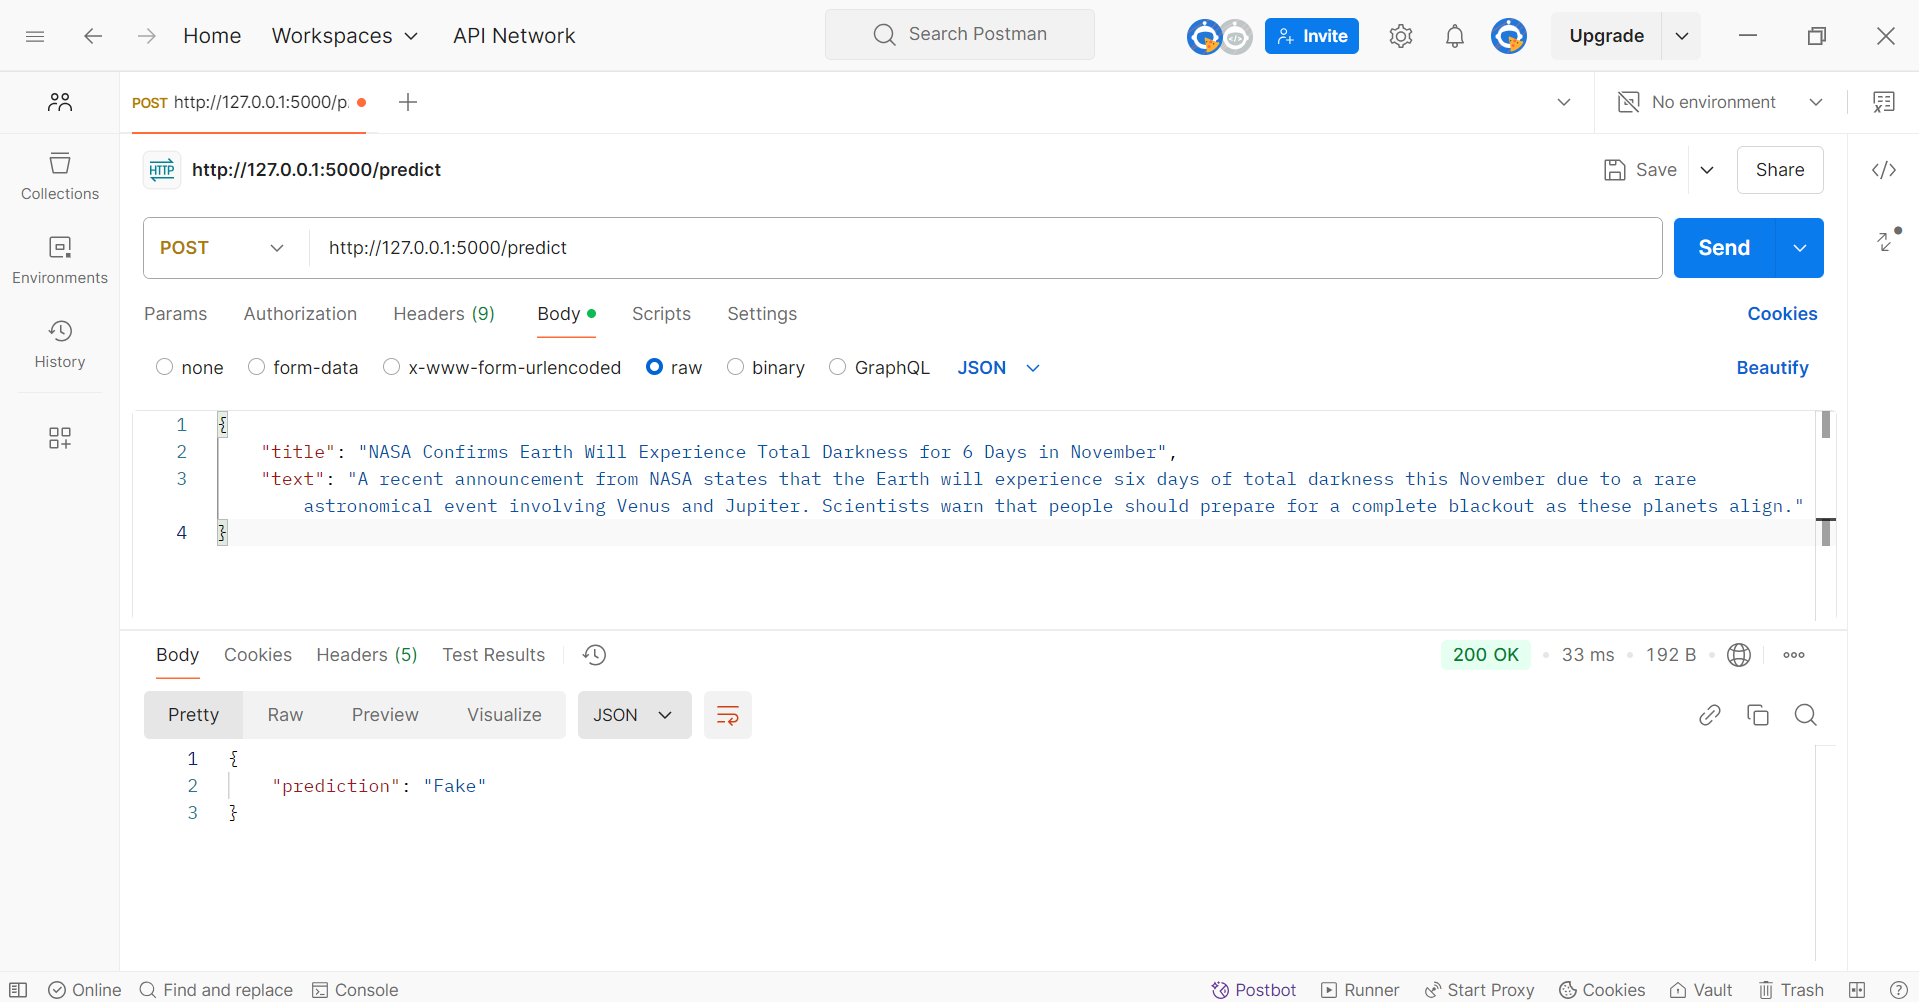 Home Workspaces API Network Search Postman Invite Upgrade
POST http://127.0.0.1:5000/p. No environment
HTTP http://127.0.0.1:5000/predict Save Share
Collections
POST http://127.0.0.1:5000/predict Send
Environments
Params Authorization Headers (9) Body Scripts Settings Cookies
History
none form-data x-www-form-urlencoded raw binary GraphQL JSON Beautify
1 {
2 "title": "NASA Confirms Earth Will Experience Total Darkness for 6 Days in November",
3 "text": "A recent announcement from NASA states that the Earth will experience six days of total darkness this November due to a rare
astronomical event involving Venus and Jupiter. Scientists warn that people should prepare for a complete blackout as these planets align."
4 }
Body Cookies Headers (5) Test Results 200 OK 33 ms 192 B
Pretty Raw Preview Visualize JSON
1 {
2 "prediction": "Fake"
3 }
Online Find and replace Console Postbot Runner Start Proxy Cookies Vault Trash